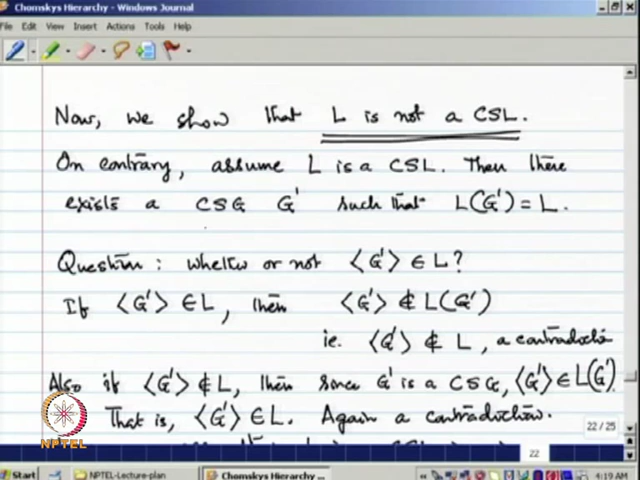 Chomskys Hierarchy - Windows Journal
File Edit View Insert Actions Tools Help
Now, we show that L is not a CSL.
On contrary, assume L is a CSL. Then there
exists a CSG G' such that L(G') = L.
Question: whether or not ⟨G'⟩ ∈ L?
If ⟨G'⟩ ∈ L, then ⟨G'⟩ ∉ L(G')
ie. ⟨G'⟩ ∉ L, a contradictio
Also if ⟨G'⟩ ∉ L, then since G' is a CSG, ⟨G'⟩ ∈ L(G')
That is, ⟨G'⟩ ∈ L. Again a contradiction.
NPTEL
22 / 25
22
Start NPTEL-Lecture-plan Chomskys Hierarchy - ... 4:19 AM